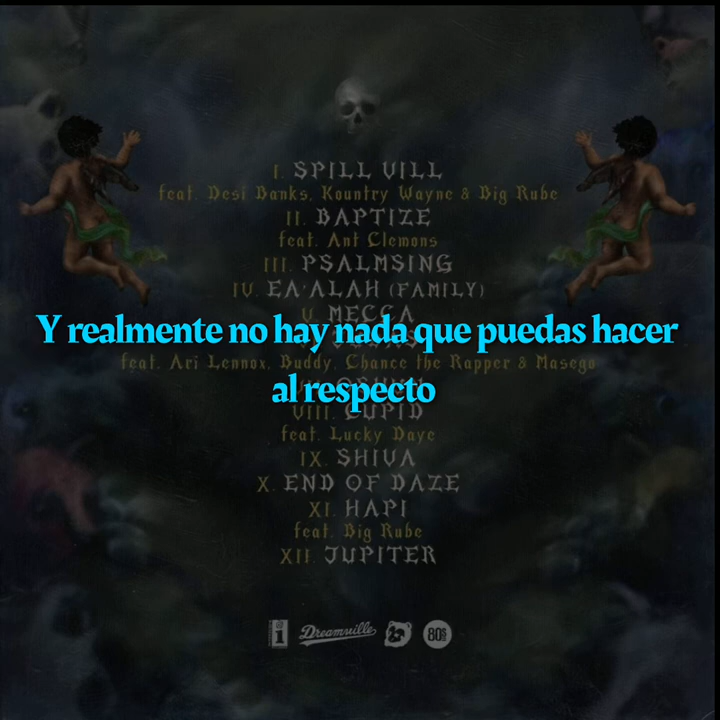 I. SPILL VILL
feat. Desi Banks, Kountry Wayne & Big Rube
II. BAPTIZE
feat. Ant Clemons
III. PSALMSING
IV. EA'ALAH (FAMILY)
V. MECCA
Y realmente no hay nada que puedas hacer
feat. Ari Lennox, Buddy, Chance the Rapper & Masego
al respecto
VIII. CUPID
feat. Lucky Daye
IX. SHIVA
X. END OF DAZE
XI. HAPI
feat. Big Rube
XII. JUPITER
1 Dreamville 80s